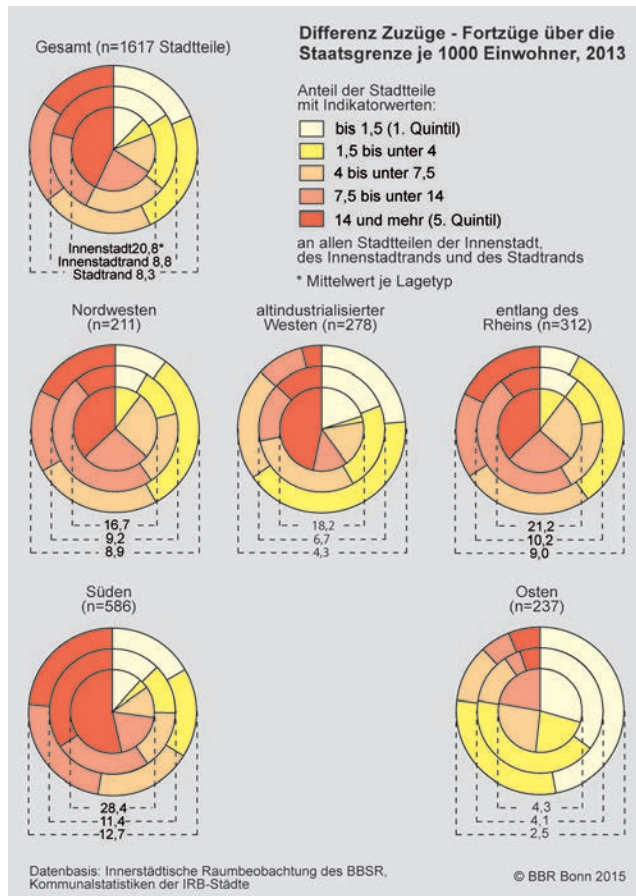 Differenz Zuzüge - Fortzüge über die
Staatsgrenze je 1000 Einwohner, 2013
Gesamt (n=1617 Stadtteile)
Anteil der Stadtteile
mit Indikatorwerten:
bis 1,5 (1. Quintil)
1,5 bis unter 4
4 bis unter 7,5
7,5 bis unter 14
14 und mehr (5. Quintil)
an allen Stadtteilen der Innenstadt,
des Innenstadtrands und des Stadtrands
* Mittelwert je Lagetyp
Innenstadt20,8*
Innenstadtrand 8,8
Stadtrand 8,3
Nordwesten
(n=211)
16,7
9,2
8,9
altindustrialisierter
Westen (n=278)
18,2
6,7
4,3
entlang des
Rheins (n=312)
21,2
10,2
9,0
Süden
(n=586)
28,4
11,4
12,7
Osten
(n=237)
4,3
4,1
2,5
Datenbasis: Innerstädtische Raumbeobachtung des BBSR,
Kommunalstatistiken der IRB-Städte
© BBR Bonn 2015